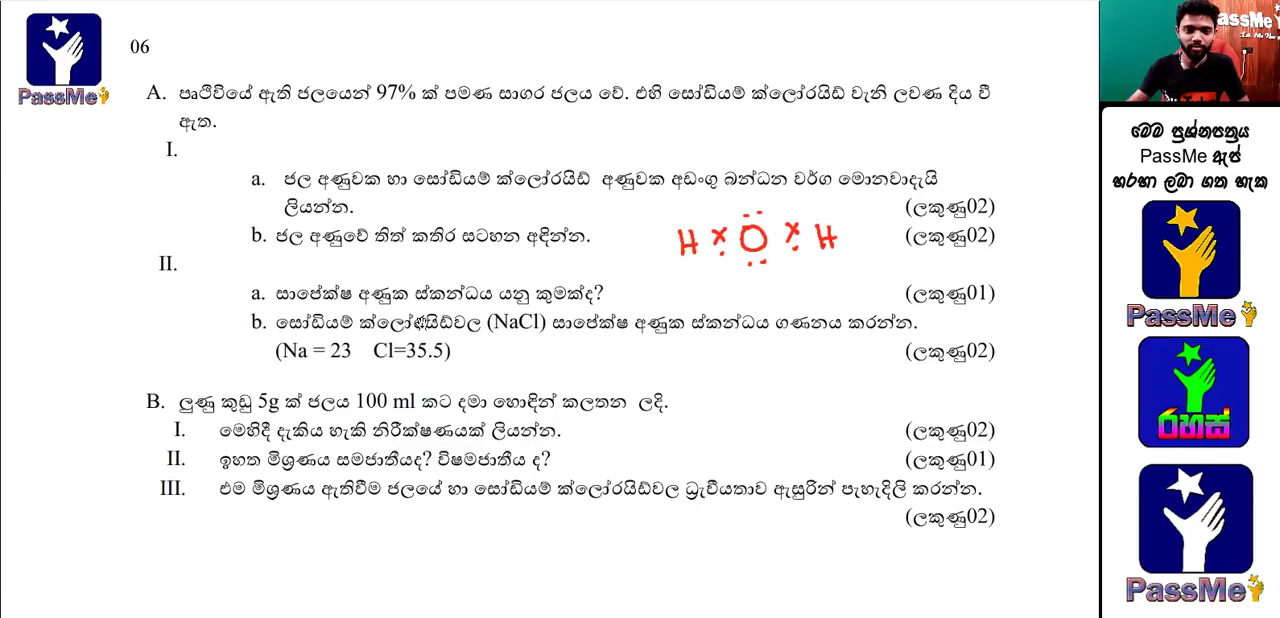 PassMe
06
A. පෘථිවියේ ඇති ජලයෙන් 97% ක් පමණ සාගර ජලය වේ. එහි සෝඩියම් ක්ලෝරයිඩ් වැනි ලවණ දිය වී
ඇත.
I.
a. ජල අණුවක හා සෝඩියම් ක්ලෝරයිඩ් අණුවක අඩංගු බන්ධන වර්ග මොනවාදැයි
ලියන්න. (ලකුණු02)
b. ජල අණුවේ තිත් කතිර සටහන අඳින්න. H O H (ලකුණු02)
II.
a. සාපේක්ෂ අණුක ස්කන්ධය යනු කුමක්ද? (ලකුණු01)
b. සෝඩියම් ක්ලෝරයිඩ්වල (NaCl) සාපේක්ෂ අණුක ස්කන්ධය ගණනය කරන්න.
(Na = 23 Cl=35.5) (ලකුණු02)
B. ලුණු කුඩු 5g ක් ජලය 100 ml කට දමා හොඳින් කලතන ලදි.
I. මෙහිදී දැකිය හැකි නිරීක්ෂණයක් ලියන්න. (ලකුණු02)
II. ඉහත මිශ්‍රණය සමජාතීයද? විෂමජාතීය ද? (ලකුණු01)
III. එම මිශ්‍රණය ඇතිවීම ජලයේ හා සෝඩියම් ක්ලෝරයිඩ්වල ධ්‍රැවීයතාව ඇසුරින් පැහැදිලි කරන්න.
(ලකුණු02)
මෙම ප්‍රශ්නපත්‍රය
PassMe ඇප්
හරහා ලබා ගත හැක
PassMe
රහස්
PassMe